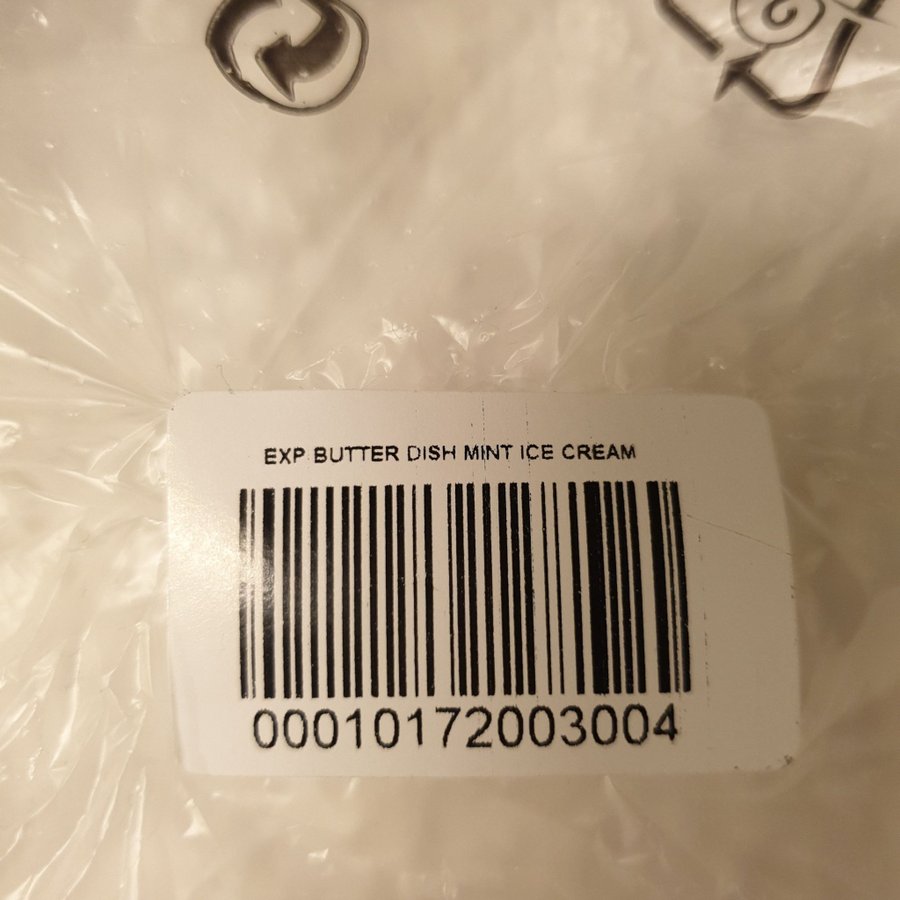 EXP BUTTER DISH MINT ICE CREAM
00010172003004